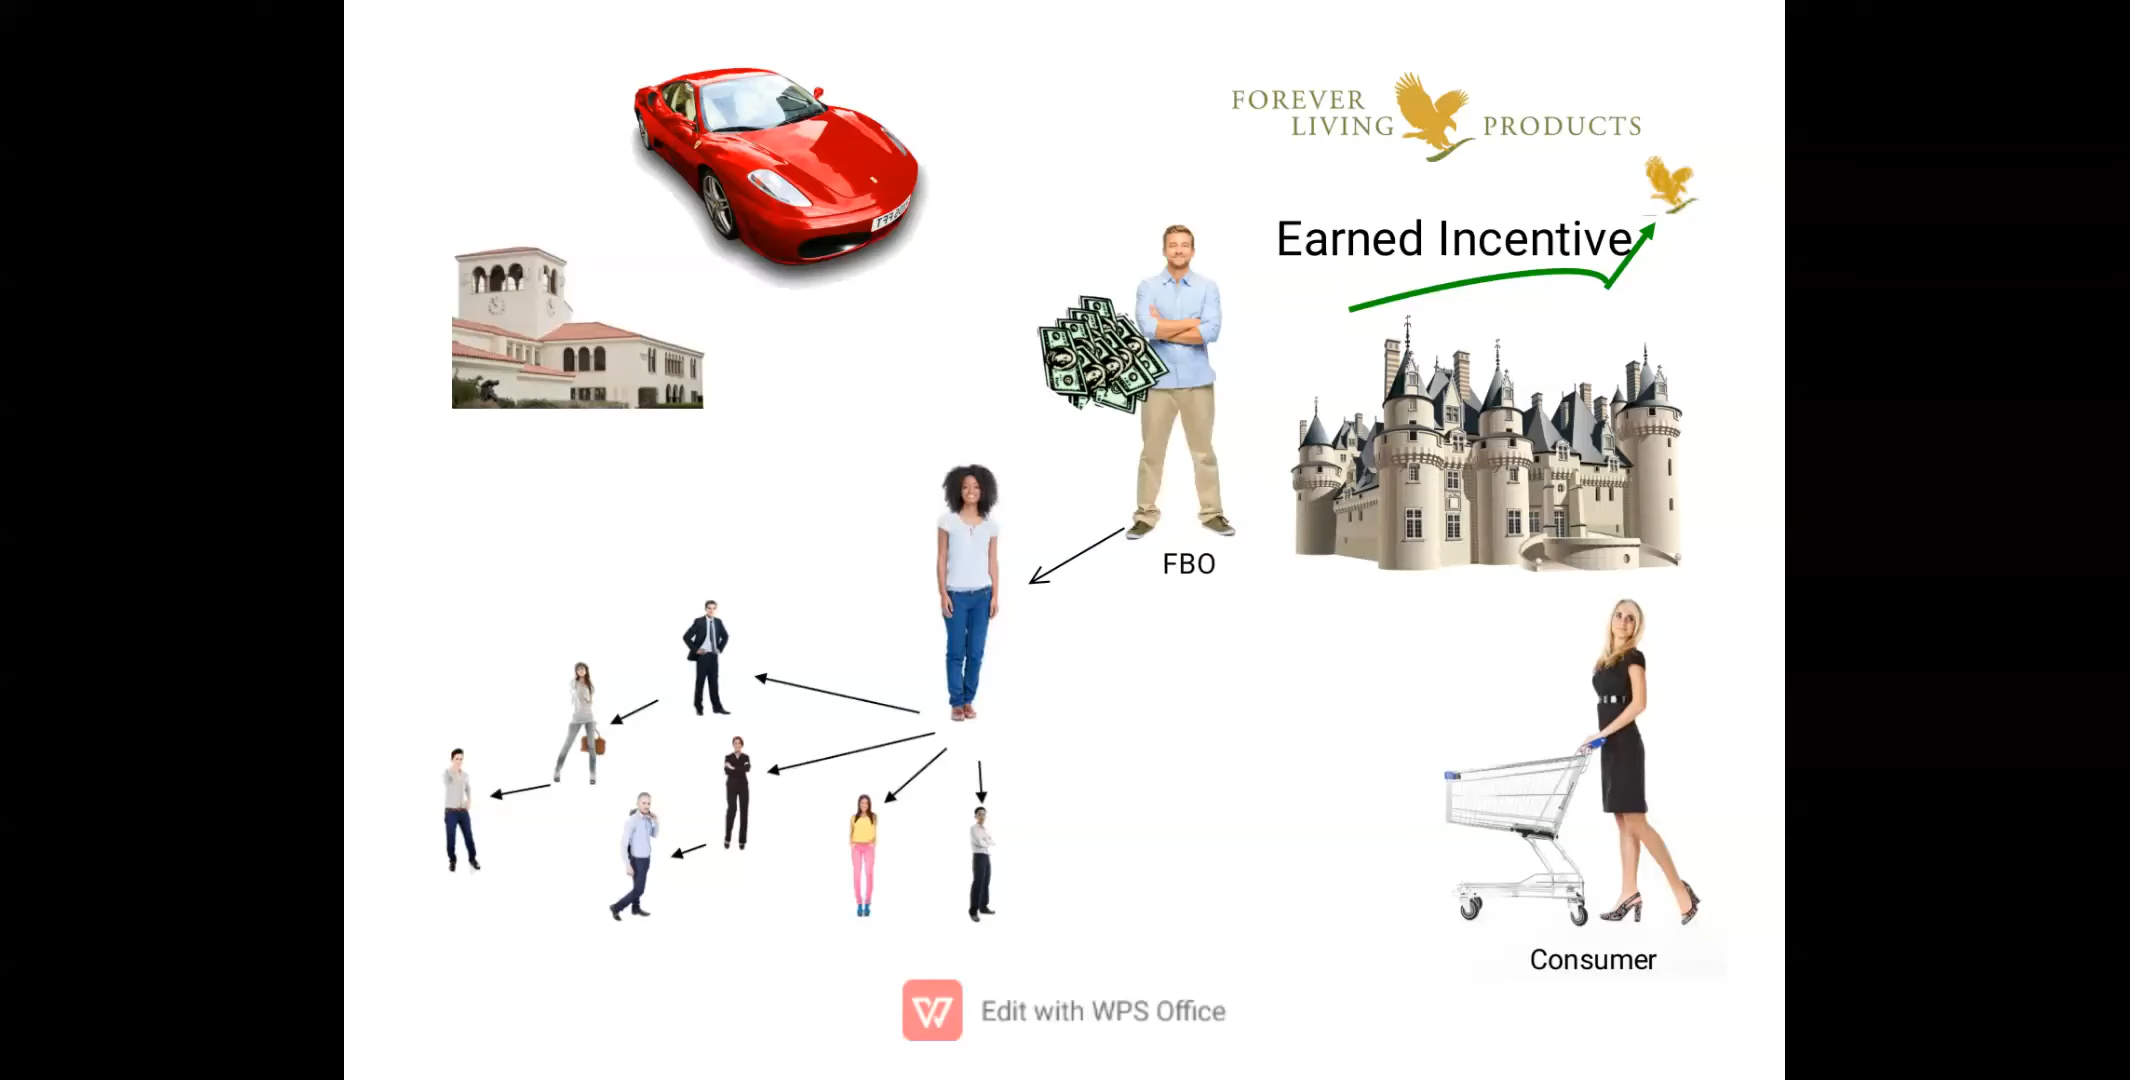 FOREVER
LIVING PRODUCTS
Earned Incentive
FBO
Consumer
Edit with WPS Office